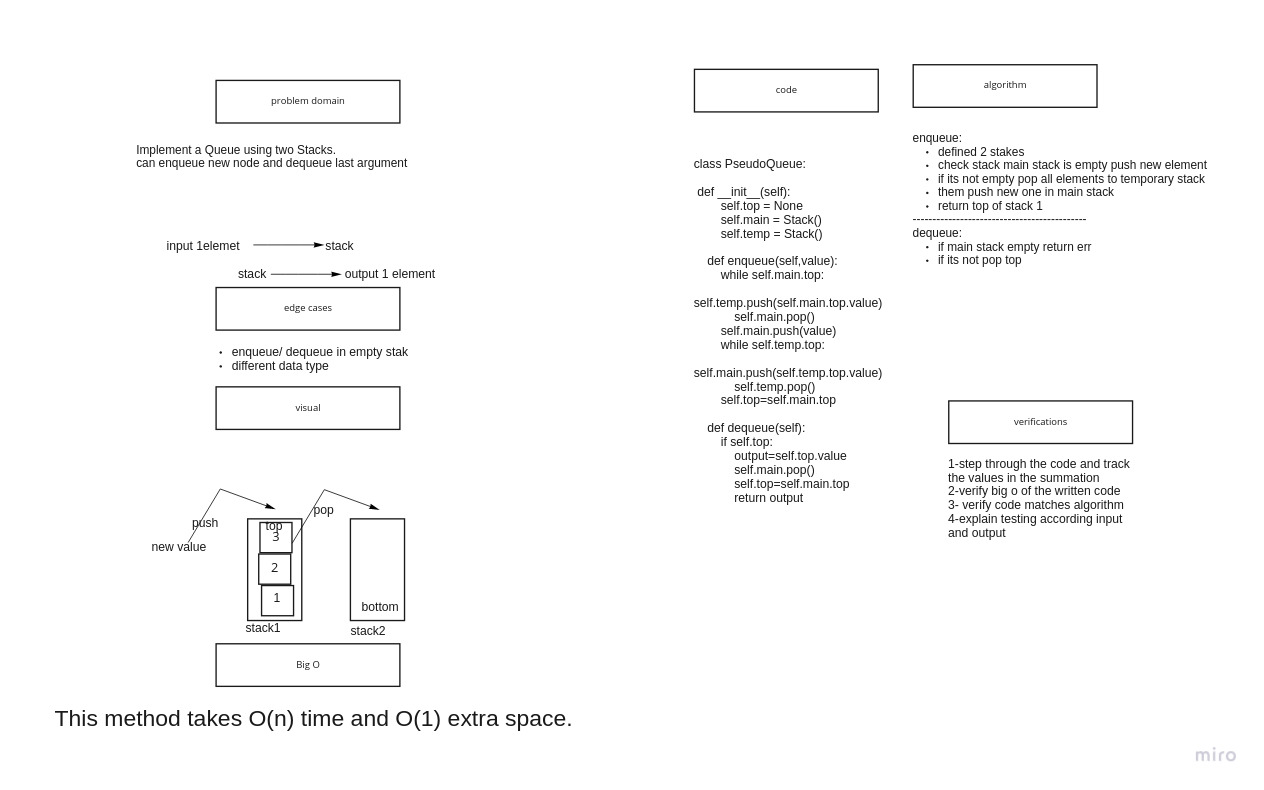 problem domain
Implement a Queue using two Stacks.
can enqueue new node and dequeue last argument
input 1elemet
stack
stack
output 1 element
edge cases
• enqueue/ dequeue in empty stak
• different data type
visual
push
new value
pop
top
3
2
1
bottom
stack1
stack2
Big O
This method takes O(n) time and O(1) extra space.
code
class PseudoQueue:
def __init__(self):
self.top = None
self.main = Stack()
self.temp = Stack()
def enqueue(self,value):
while self.main.top:
self.temp.push(self.main.top.value)
self.main.pop()
self.main.push(value)
while self.temp.top:
self.main.push(self.temp.top.value)
self.temp.pop()
self.top=self.main.top
def dequeue(self):
if self.top:
output=self.top.value
self.main.pop()
self.top=self.main.top
return output
algorithm
enqueue:
• defined 2 stakes
• check stack main stack is empty push new element
• if its not empty pop all elements to temporary stack
• them push new one in main stack
• return top of stack 1
-------------------------------------------
dequeue:
• if main stack empty return err
• if its not pop top
verifications
1-step through the code and track
the values in the summation
2-verify big o of the written code
3- verify code matches algorithm
4-explain testing according input
and output
miro